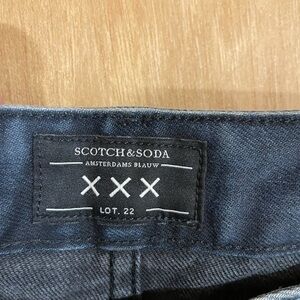 SCOTCH & SODA
AMSTERDAMS BLAUW
XXX
LOT. 22